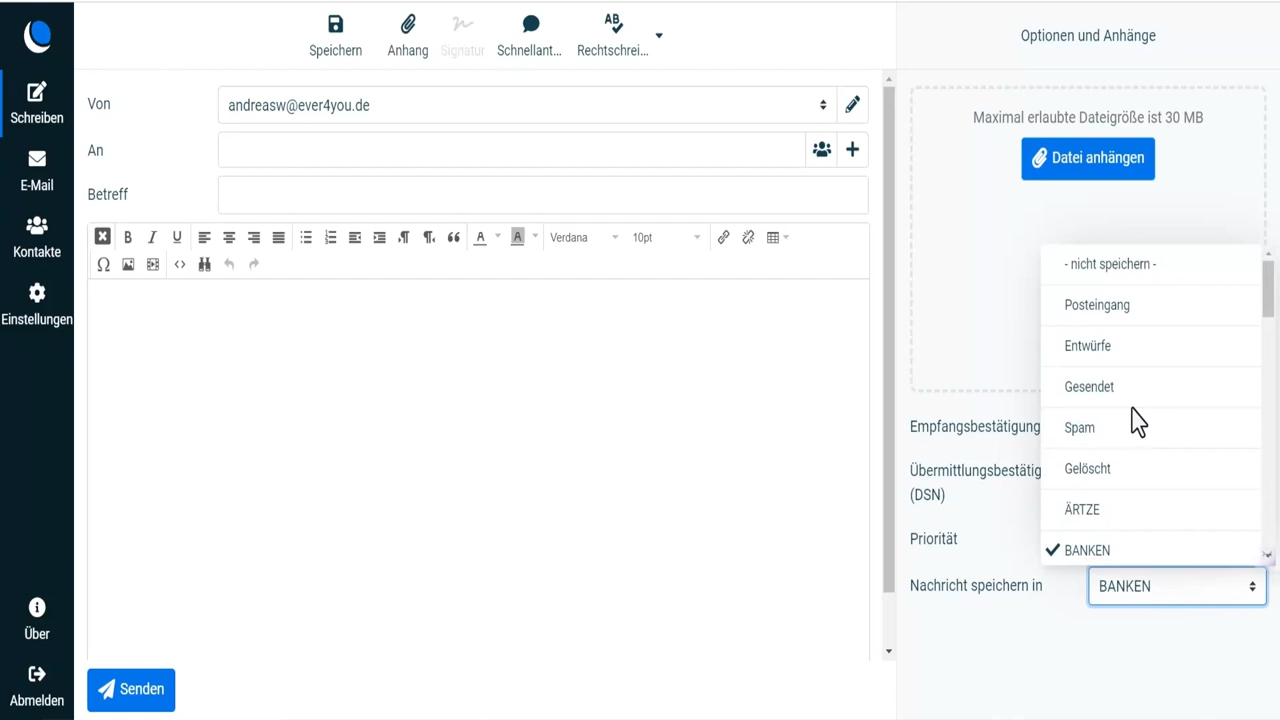 Schreiben
E-Mail
Kontakte
Einstellungen
Über
Abmelden
Speichern
Anhang
Signatur
Schnellant...
Rechtschrei...
Von
andreasw@ever4you.de
An
Betreff
Verdana
10pt
Senden
Optionen und Anhänge
Maximal erlaubte Dateigröße ist 30 MB
Datei anhängen
- nicht speichern -
Posteingang
Entwürfe
Gesendet
Spam
Gelöscht
ÄRTZE
BANKEN
Empfangsbestätigung
Übermittlungsbestätig
(DSN)
Priorität
Nachricht speichern in
BANKEN